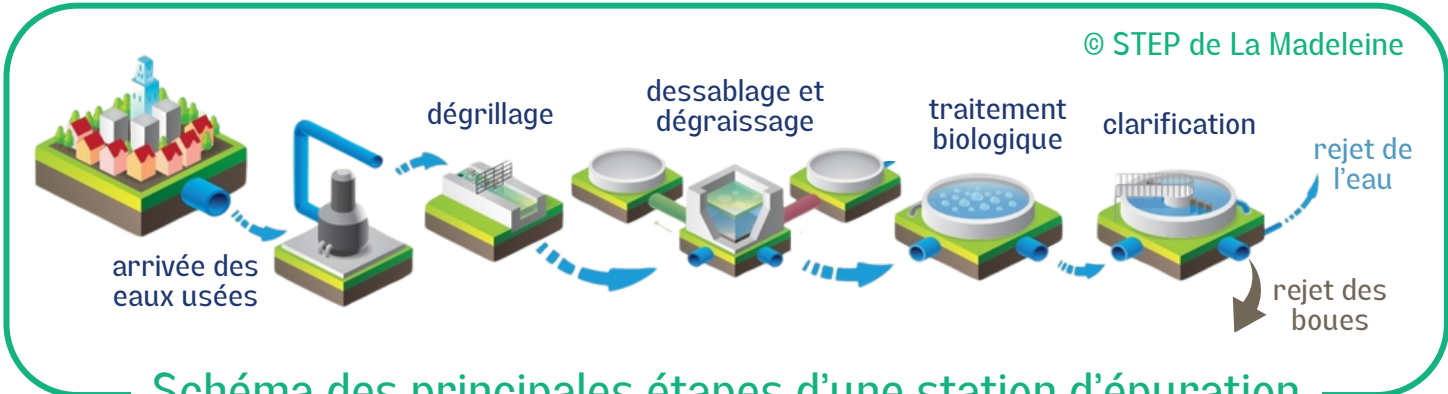 © STEP de La Madeleine
arrivée des
eaux usées
dégrillage
dessablage et
dégraissage
traitement
biologique
clarification
rejet de
l'eau
rejet des
boues
Schéma des principales étapes d'une station d'épuration